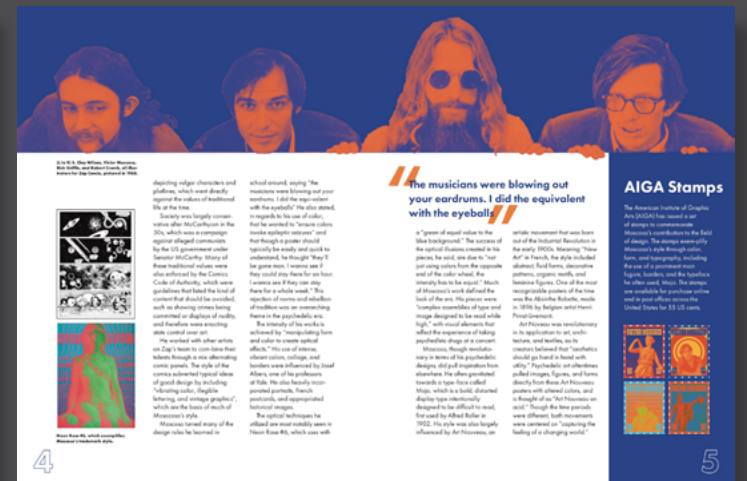 (L to R) S. Clay Wilson, Victor Moscoso,
Rick Griffin, and Robert Crumb, all illus-
trators for Zap Comix, pictured in 1968.
depicting vulgar characters and
plotlines, which went directly
against the values of traditional
life at the time.
Society was largely conser-
vative after McCarthyism in the
50s, which was a campaign
against alleged communists
by the US government under
Senator McCarthy. Many of
these traditional values were
also enforced by the Comics
Code of Authority, which were
guidelines that listed the kind of
content that should be avoided,
such as showing crimes being
committed or displays of nudity,
and therefore were enacting
state control over art.
He worked with other artists
on Zap's team to com-bine their
talents through a mix alternating
comic panels. The style of the
comics subverted typical ideas
of good design by including
"vibrating color, illegible
lettering, and vintage graphics",
which are the basis of much of
Moscoso's style.
Moscoso turned many of the
design rules he learned in
Neon Rose #6, which exemplifies
Moscoso's trademark style.
4
school around, saying "the
musicians were blowing out your
eardrums. I did the equi-valent
with the eyeballs" He also stated,
in regards to his use of color,
that he wanted to "ensure colors
invoke epileptic seizures" and
that though a poster should
typically be easily and quickly
understood, he thought "they'll
be gone man. I wanna see if
they could stay there for an hour.
I wanna see if they can stay
there for a whole week." This
rejection of norms and rebellion
of tradition was an overarching
theme in the psychedelic era.
The intensity of his works is
achieved by "manipulating form
and color to create optical
effects." His use of intense,
vibrant colors, collage, and
borders were influenced by Josef
Albers, one of his professors
at Yale. He also heavily incor-
porated portraits, French
postcards, and appropriated
historical images.
The optical techniques he
utilized are most notably seen in
Neon Rose #6, which uses with
"The musicians were blowing out
your eardrums. I did the equivalent
with the eyeballs"
a "green of equal value to the
blue background." The success of
the optical illusions created in his
pieces, he said, are due to "not
just using colors from the opposite
end of the color wheel, the
intensity has to be equal." Much
of Moscoso's work defined the
look of the era. His pieces were
"complex assemblages of type and
image designed to be read while
high," with visual elements that
reflect the experience of taking
psychedelic drugs at a concert.
Moscoso, though revolution-
ary in terms of his psychedelic
designs, did pull inspiration from
elsewhere. He often gravitated
towards a type-face called
Mojo, which is a bold, distorted
display type intentionally
designed to be difficult to read,
first used by Alfred Roller in
1902. His style was also largely
influenced by Art Nouveau, an
artistic movement that was born
out of the Industrial Revolution in
the early 1900s. Meaning "New
Art" in French, the style included
abstract, fluid forms, decorative
patterns, organic motifs, and
feminine figures. One of the most
recognizable posters of the time
was the Absinthe Robette, made
in 1896 by Belgian artist Henri
Privat-Livemont.
Art Nouveau was revolutionary
in its application to art, archi-
tecture, and textiles, as its
creators believed that "aesthetics
should go hand in hand with
utility." Psychedelic art oftentimes
pulled images, figures, and forms
directly from these Art Nouveau
posters with altered colors, and
is thought of as "Art Nouveau on
acid." Though the time periods
were different, both movements
were centered on "capturing the
feeling of a changing world."
AIGA Stamps
The American Institute of Graphic
Arts (AIGA) has issued a set
of stamps to commemorate
Moscoso's contribution to the field
of design. The stamps exem-plify
Moscoso's style through color,
form, and typography, including
the use of a prominent main
figure, borders, and the typeface
he often used, Mojo. The stamps
are available for purchase online
and in post offices across the
United States for 55 US cents.
5